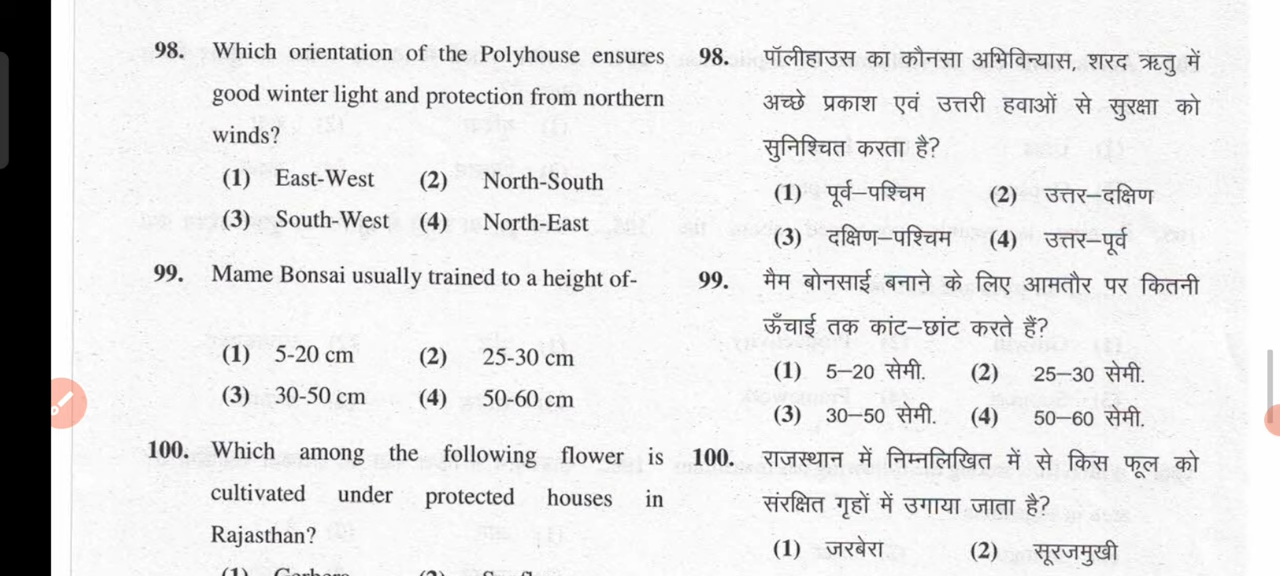 98. Which orientation of the Polyhouse ensures
good winter light and protection from northern
winds?
(1) East-West (2) North-South
(3) South-West (4) North-East
99. Mame Bonsai usually trained to a height of-
(1) 5-20 cm (2) 25-30 cm
(3) 30-50 cm (4) 50-60 cm
100. Which among the following flower is
cultivated under protected houses in
Rajasthan?
(1) Gerbera (2)
98. पॉलीहाउस का कौनसा अभिविन्यास, शरद ऋतु में
अच्छे प्रकाश एवं उत्तरी हवाओं से सुरक्षा को
सुनिश्चित करता है?
(1) पूर्व–पश्चिम (2) उत्तर–दक्षिण
(3) दक्षिण–पश्चिम (4) उत्तर–पूर्व
99. मैम बोनसाई बनाने के लिए आमतौर पर कितनी
ऊँचाई तक कांट–छांट करते हैं?
(1) 5–20 सेमी. (2) 25–30 सेमी.
(3) 30–50 सेमी. (4) 50–60 सेमी.
100. राजस्थान में निम्नलिखित में से किस फूल को
संरक्षित गृहों में उगाया जाता है?
(1) जरबेरा (2) सूरजमुखी